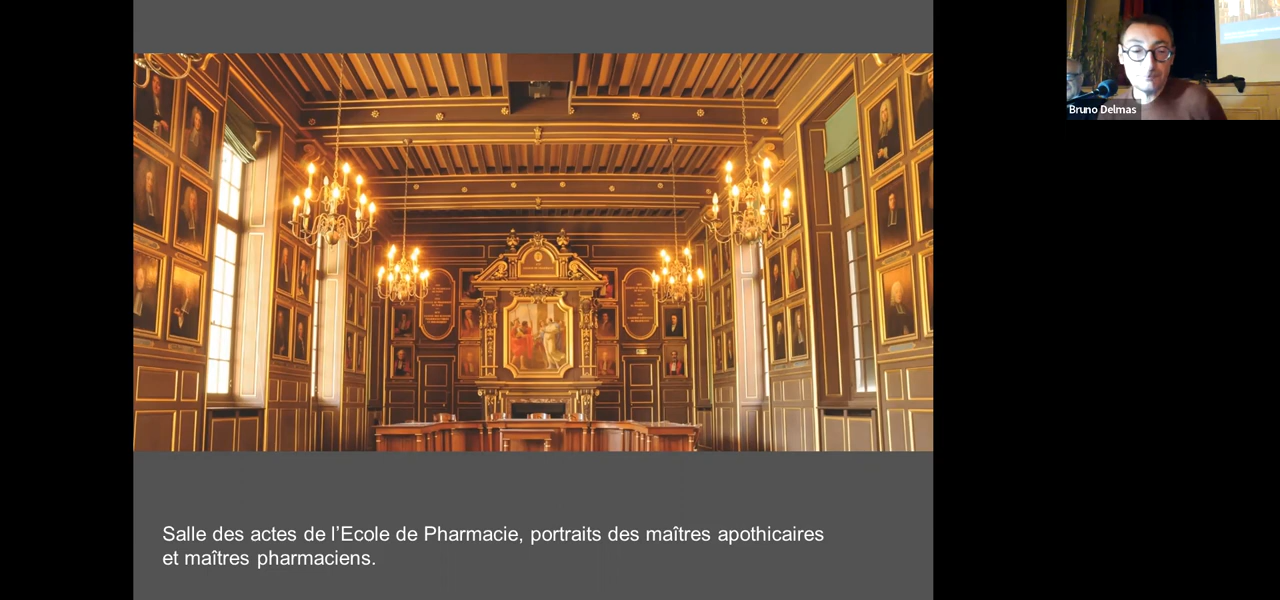 Bruno Delmas
Salle des actes de l’Ecole de Pharmacie, portraits des maîtres apothicaires
et maîtres pharmaciens.